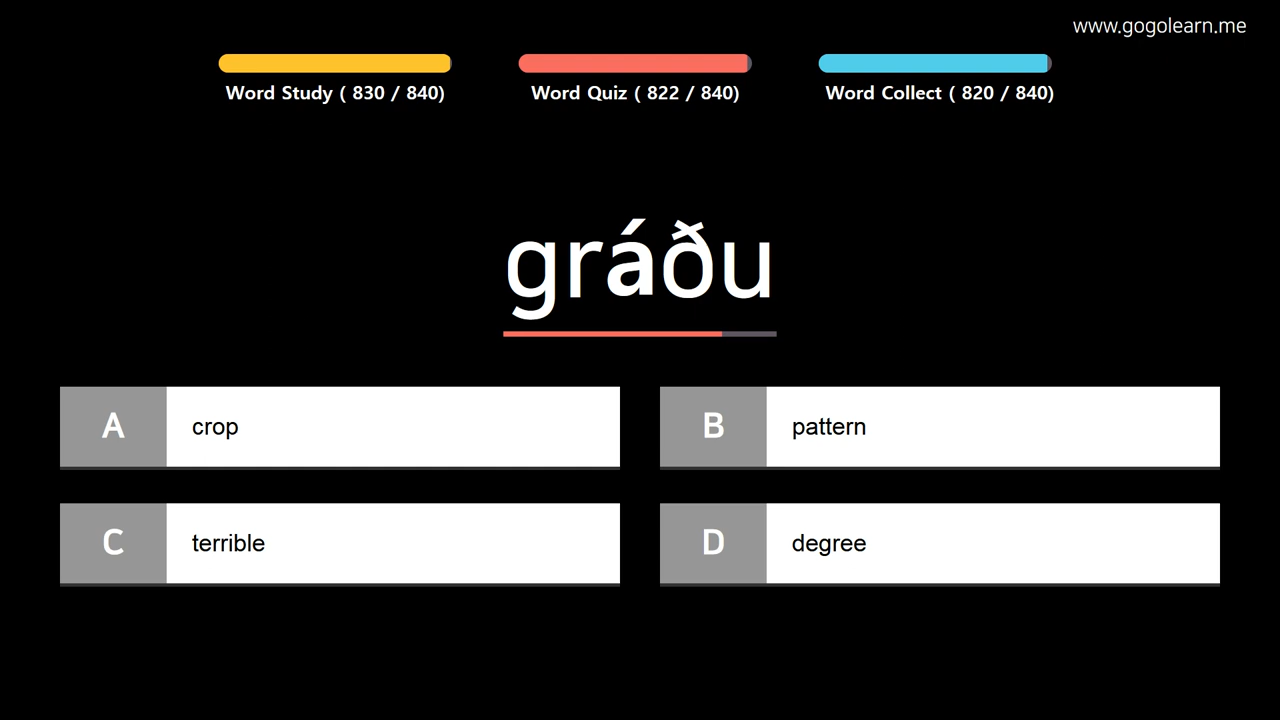 www.gogolearn.me
Word Study ( 830 / 840)
Word Quiz ( 822 / 840)
Word Collect ( 820 / 840)
gráðu
A crop
B pattern
C terrible
D degree